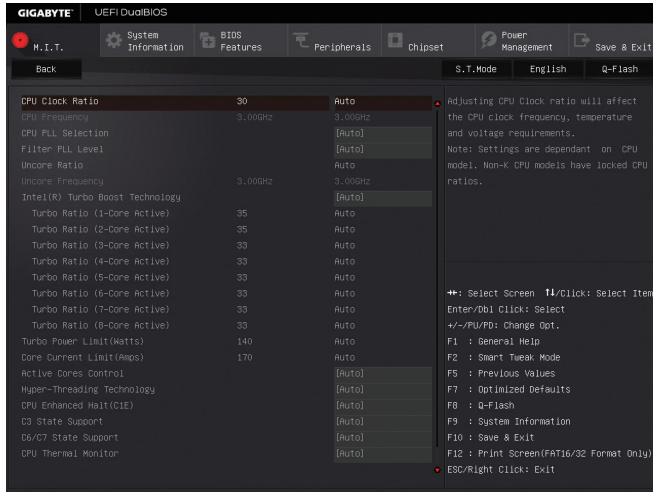 GIGABYTE™ UEFI DualBIOS
M.I.T. System Information BIOS Features Peripherals Chipset Power Management Save & Exit
Back S.T.Mode English Q-Flash
CPU Clock Ratio 30 Auto
CPU Frequency 3.00GHz 3.00GHz
CPU PLL Selection [Auto]
Filter PLL Level [Auto]
Uncore Ratio Auto
Uncore Frequency 3.00GHz 3.00GHz
Intel(R) Turbo Boost Technology [Auto]
Turbo Ratio (1-Core Active) 35 Auto
Turbo Ratio (2-Core Active) 35 Auto
Turbo Ratio (3-Core Active) 33 Auto
Turbo Ratio (4-Core Active) 33 Auto
Turbo Ratio (5-Core Active) 33 Auto
Turbo Ratio (6-Core Active) 33 Auto
Turbo Ratio (7-Core Active) 33 Auto
Turbo Ratio (8-Core Active) 33 Auto
Turbo Power Limit(Watts) 140 Auto
Core Current Limit(Amps) 170 Auto
Active Cores Control [Auto]
Hyper-Threading Technology [Auto]
CPU Enhanced Halt(C1E) [Auto]
C3 State Support [Auto]
C6/C7 State Support [Auto]
CPU Thermal Monitor [Auto]
Adjusting CPU Clock ratio will affect
the CPU clock frequency, temperature
and voltage requirements.
Note: Settings are dependant on CPU
model. Non-K CPU models have locked CPU
ratios.
→←: Select Screen ↑↓/Click: Select Item
Enter/Dbl Click: Select
+/-/PU/PD: Change Opt.
F1 : General Help
F2 : Smart Tweak Mode
F5 : Previous Values
F7 : Optimized Defaults
F8 : Q-Flash
F9 : System Information
F10 : Save & Exit
F12 : Print Screen(FAT16/32 Format Only)
ESC/Right Click: Exit